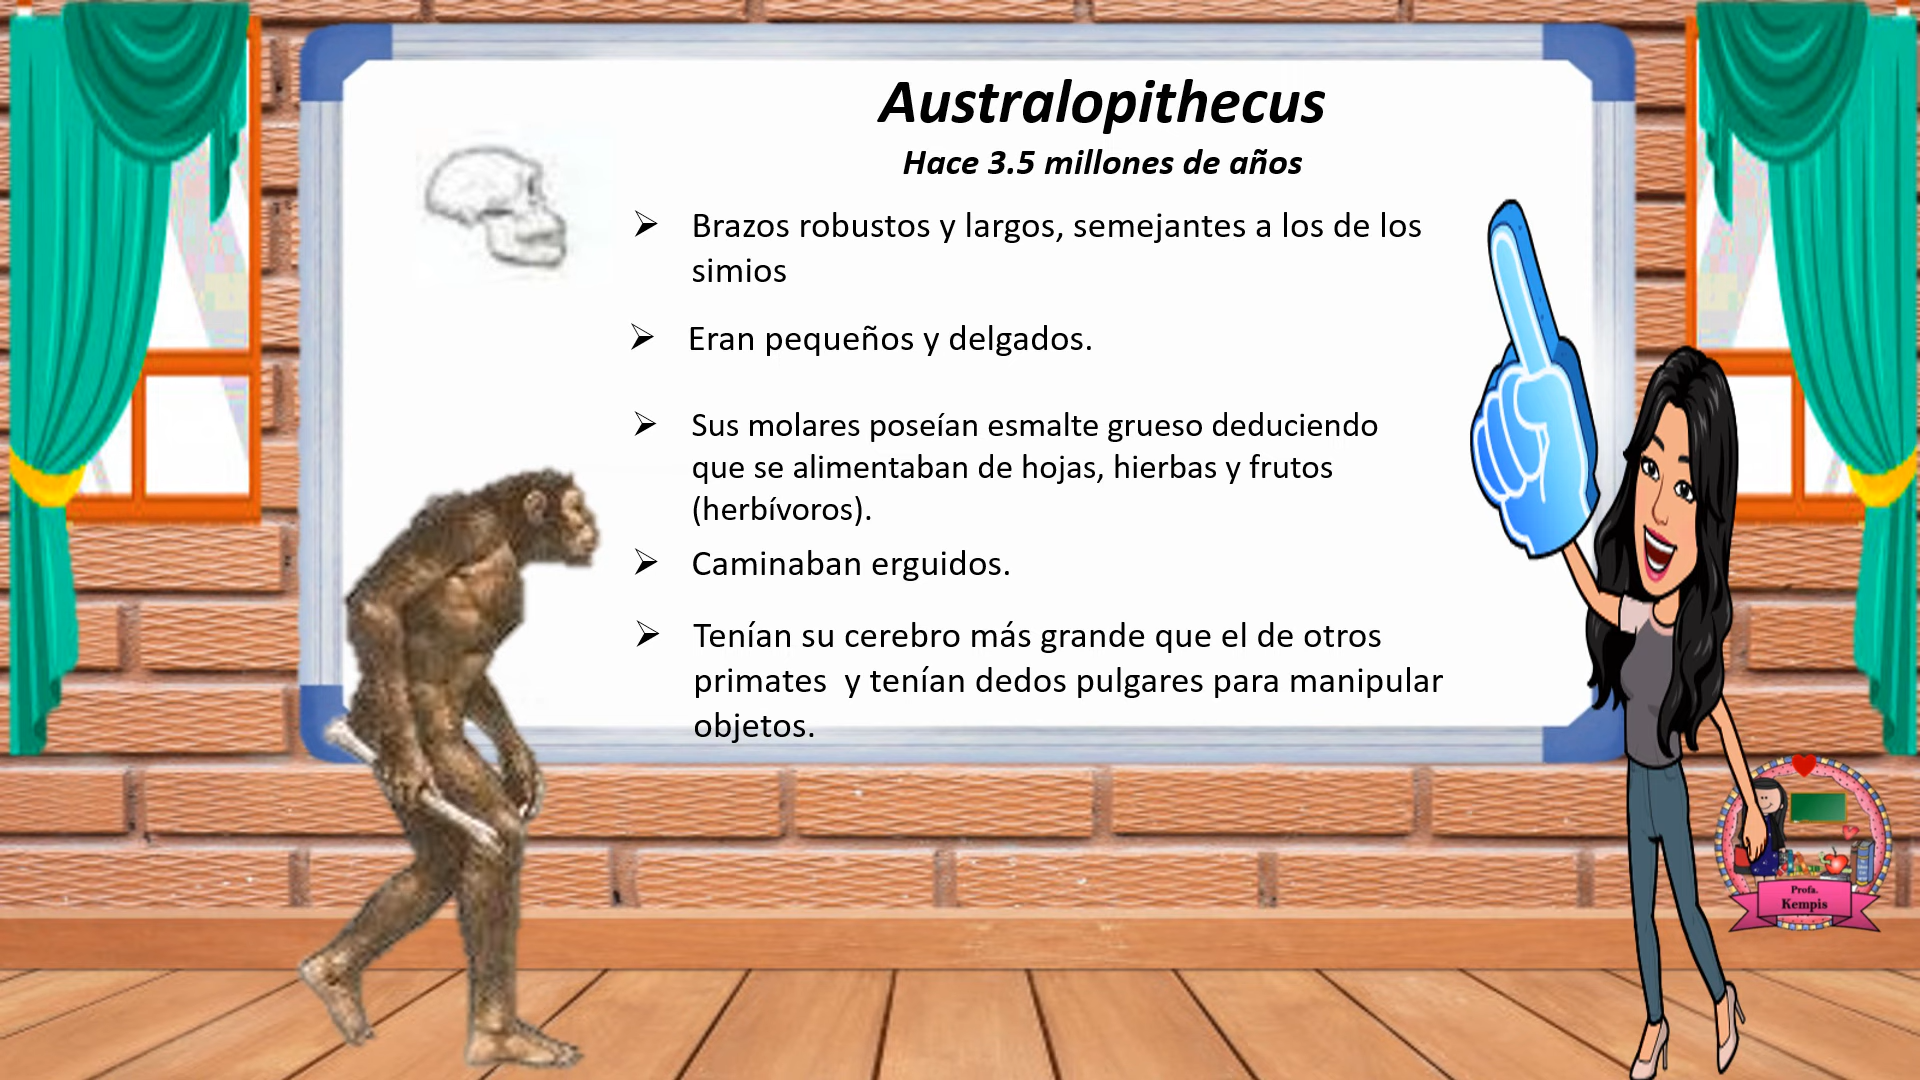 Australopithecus
Hace 3.5 millones de años
Brazos robustos y largos, semejantes a los de los
simios
Eran pequeños y delgados.
Sus molares poseían esmalte grueso deduciendo
que se alimentaban de hojas, hierbas y frutos
(herbívoros).
Caminaban erguidos.
Tenían su cerebro más grande que el de otros
primates  y tenían dedos pulgares para manipular
objetos.
Profa.
Kempis